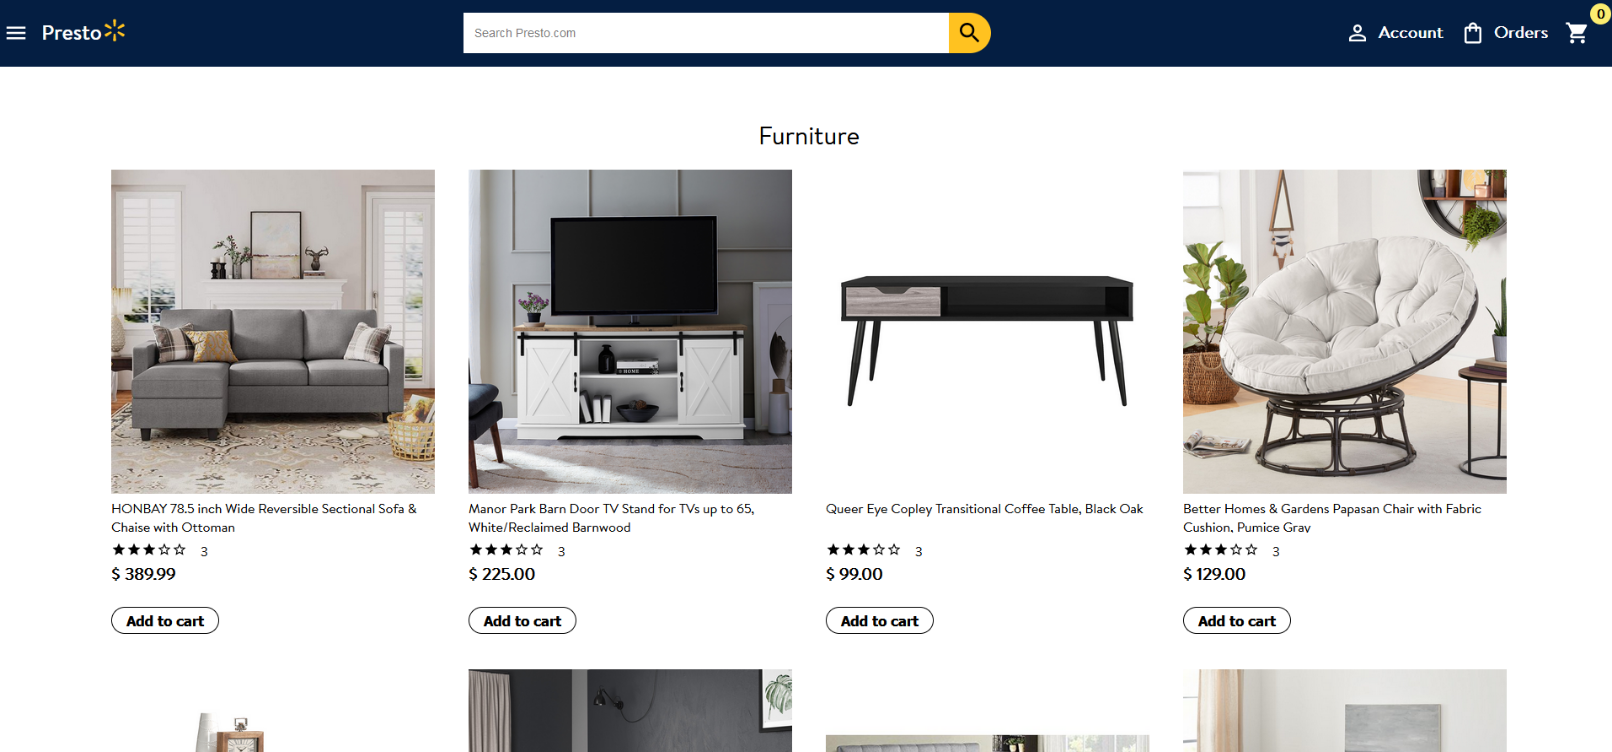 Presto
Search Presto.com
Account
Orders
0
Furniture
HONBAY 78.5 inch Wide Reversible Sectional Sofa &
Chaise with Ottoman
3
$ 389.99
Add to cart
HOME
Manor Park Barn Door TV Stand for TVs up to 65,
White/Reclaimed Barnwood
3
$ 225.00
Add to cart
Queer Eye Copley Transitional Coffee Table, Black Oak
3
$ 99.00
Add to cart
Better Homes & Gardens Papasan Chair with Fabric
Cushion, Pumice Gray
3
$ 129.00
Add to cart